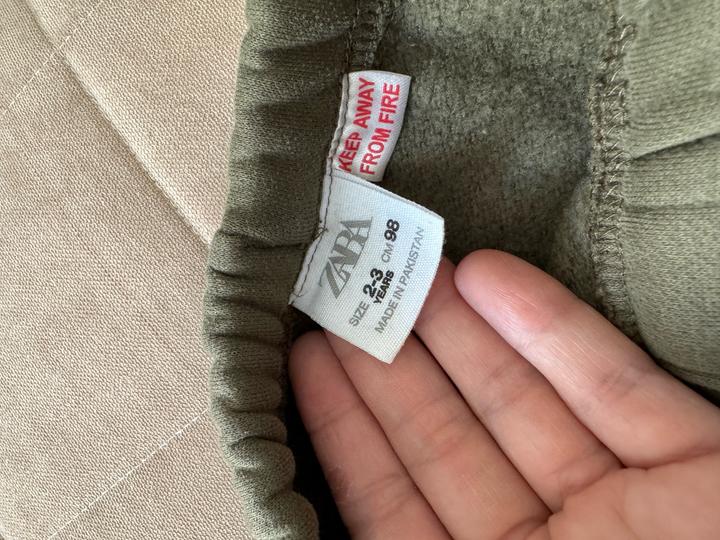 KEEP AWAY
FROM FIRE
ZARA
SIZE 2-3 YEARS CM 98
MADE IN PAKISTAN